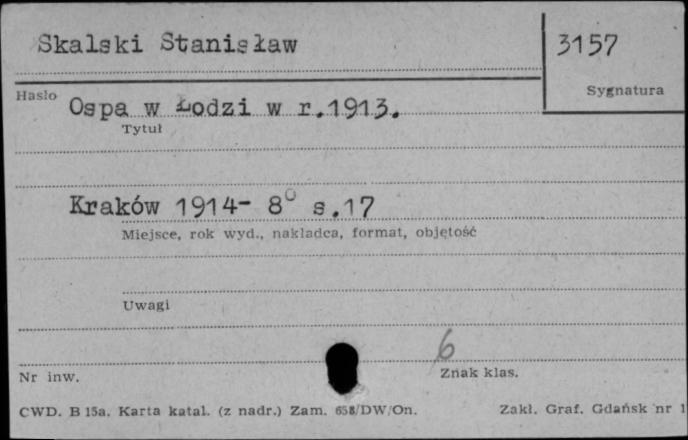 Skalski Stanisław
3157
Sygnatura
Hasło
Ospa w Łodzi w r.1913.
Tytuł
Kraków 1914- 8° s.17
Miejsce, rok wyd., nakładca, format, objętość
Uwagi
6
Nr inw.
Znak klas.
CWD. B 15a. Karta katal. (z nadr.) Zam. 658/DW/On.
Zakł. Graf. Gdańsk nr 1